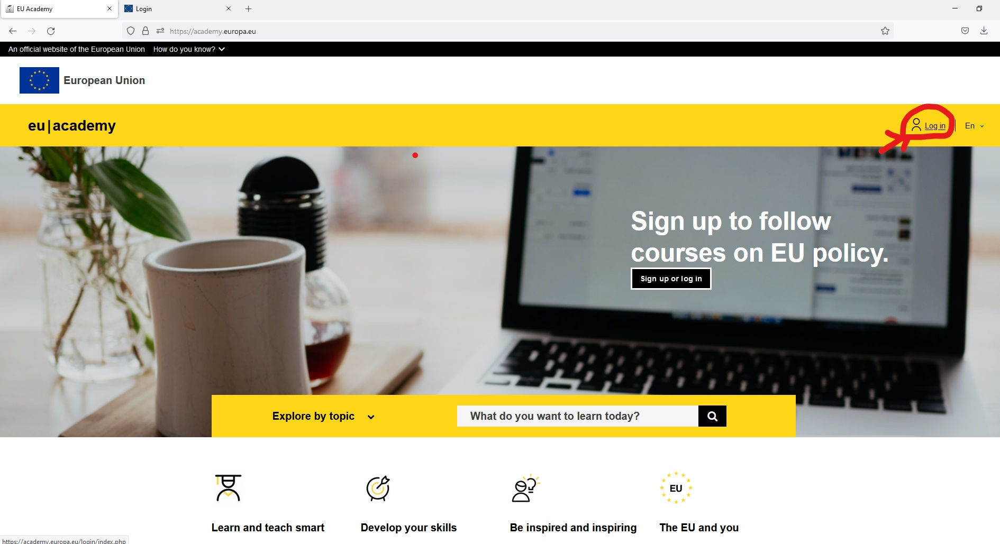 EU Academy
Login
https://academy.europa.eu
An official website of the European Union How do you know?
European Union
eu|academy
Log in
En
Sign up to follow
courses on EU policy.
Sign up or log in
Explore by topic
What do you want to learn today?
EU
Learn and teach smart
Develop your skills
Be inspired and inspiring
The EU and you
https://academy.europa.eu/login/index.php